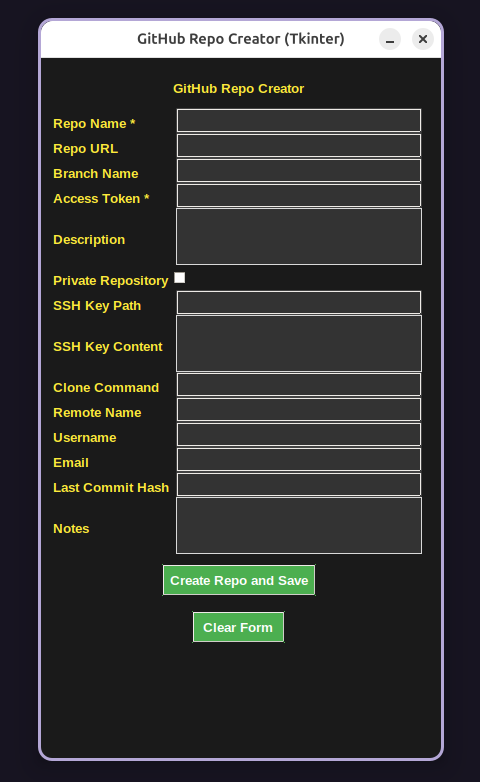 GitHub Repo Creator (Tkinter)
GitHub Repo Creator
Repo Name *
Repo URL
Branch Name
Access Token *
Description
Private Repository
SSH Key Path
SSH Key Content
Clone Command
Remote Name
Username
Email
Last Commit Hash
Notes
Create Repo and Save
Clear Form